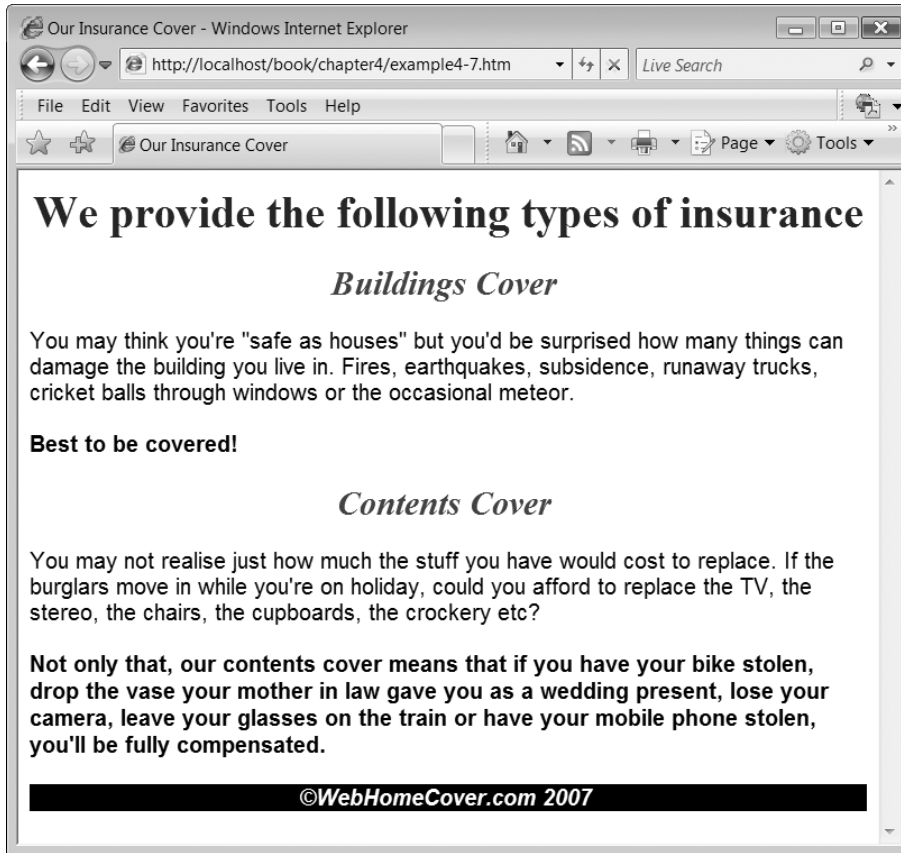 Our Insurance Cover - Windows Internet Explorer
http://localhost/book/chapter4/example4-7.htm
Live Search
File Edit View Favorites Tools Help
Our Insurance Cover
Page
Tools
We provide the following types of insurance
Buildings Cover
You may think you're "safe as houses" but you'd be surprised how many things can
damage the building you live in. Fires, earthquakes, subsidence, runaway trucks,
cricket balls through windows or the occasional meteor.
Best to be covered!
Contents Cover
You may not realise just how much the stuff you have would cost to replace. If the
burglars move in while you're on holiday, could you afford to replace the TV, the
stereo, the chairs, the cupboards, the crockery etc?
Not only that, our contents cover means that if you have your bike stolen,
drop the vase your mother in law gave you as a wedding present, lose your
camera, leave your glasses on the train or have your mobile phone stolen,
you'll be fully compensated.
©WebHomeCover.com 2007